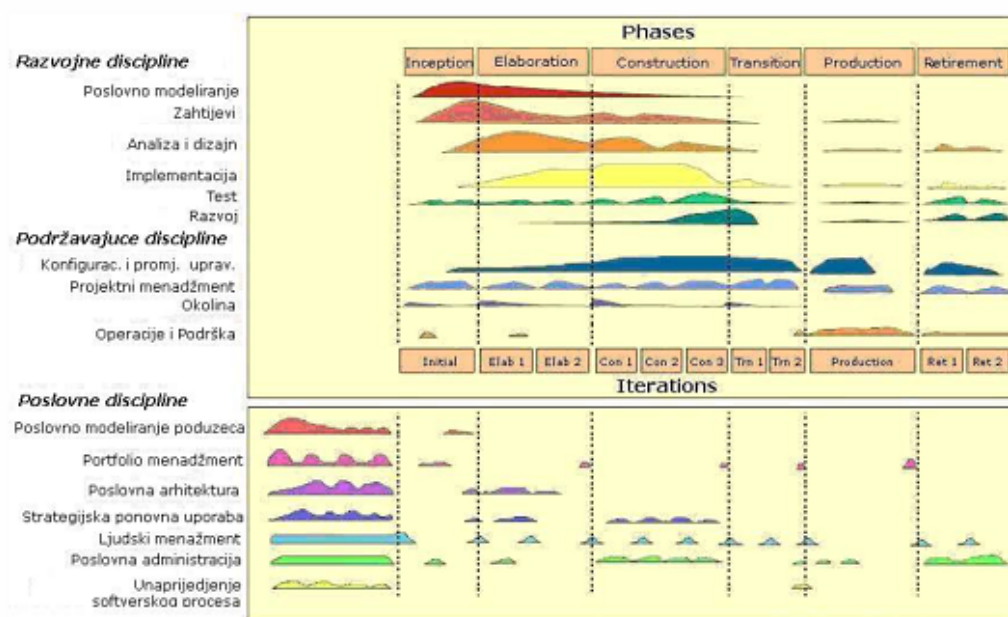 Phases
Razvojne discipline
Inception Elaboration Construction Transition Production Retirement
Poslovno modeliranje
Zahtijevi
Analiza i dizajn
Implementacija
Test
Razvoj
Podržavajuce discipline
Konfigurac. i promj. uprav.
Projektni menadžment
Okolina
Operacije i Podrška
Initial Elab 1 Elab 2 Con 1 Con 2 Con 3 Trn 1 Trn 2 Production Ret 1 Ret 2
Iterations
Poslovne discipline
Poslovno modeliranje poduzeca
Portfolio menadžment
Poslovna arhitektura
Strategijska ponovna uporaba
Ljudski menažment
Poslovna administracija
Unaprijedjenje
softverskog procesa